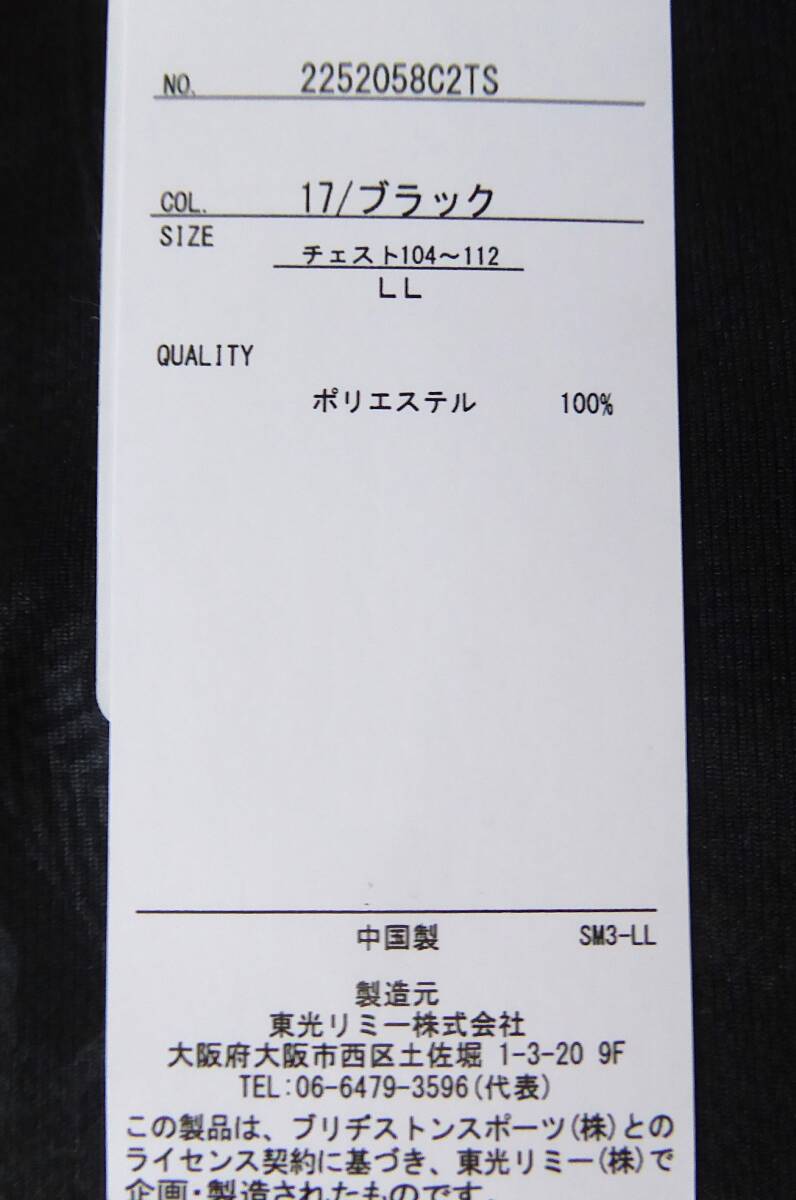 NO. 2252058C2TS
COL. 17/ブラック
SIZE
チェスト104～112
LL
QUALITY
ポリエステル 100%
中国製 SM3-LL
製造元
東光リミー株式会社
大阪府大阪市西区土佐堀 1-3-20 9F
TEL:06-6479-3596(代表)
この製品は、ブリヂストンスポーツ(株)との
ライセンス契約に基づき、東光リミー(株)で
企画・製造されたものです。